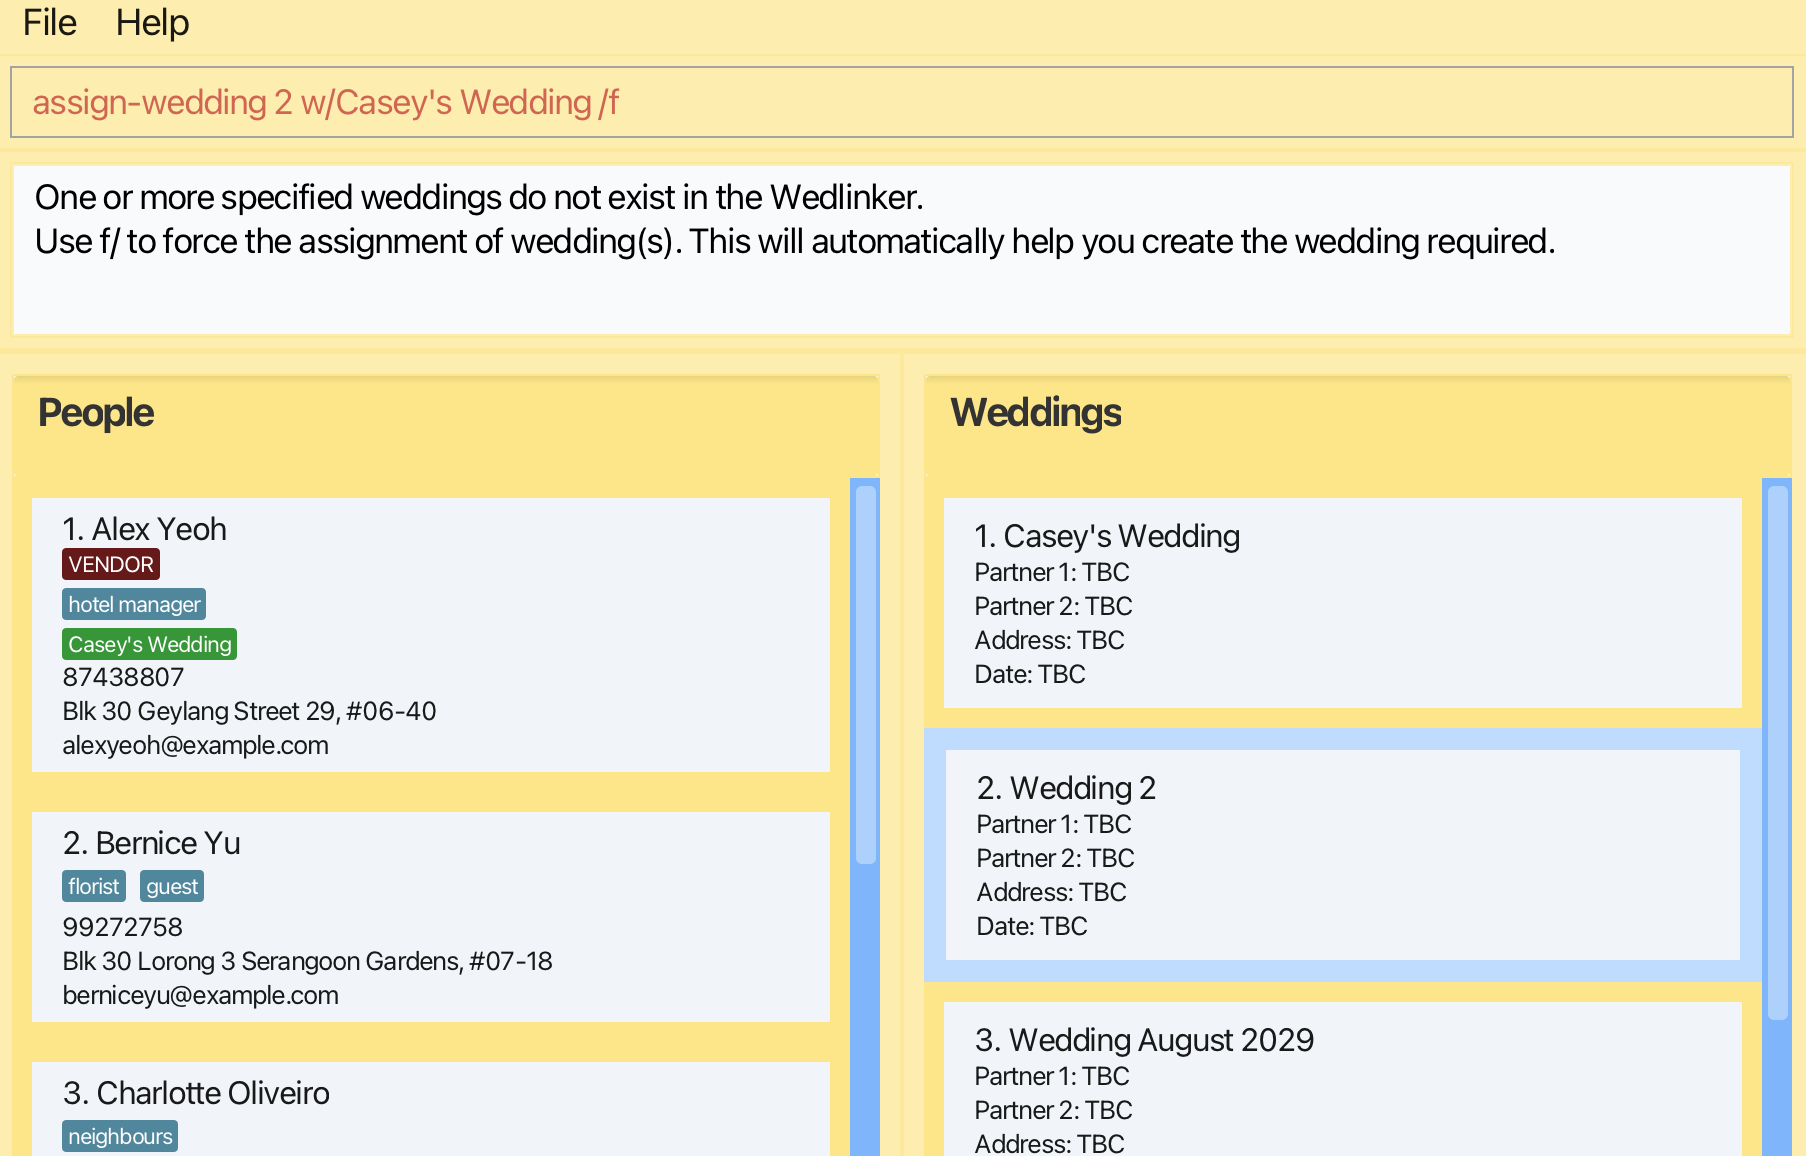 File Help
assign-wedding 2 w/Casey's Wedding /f
One or more specified weddings do not exist in the Wedlinker.
Use f/ to force the assignment of wedding(s). This will automatically help you create the wedding required.
People
1. Alex Yeoh
VENDOR
hotel manager
Casey's Wedding
87438807
Blk 30 Geylang Street 29, #06-40
alexyeoh@example.com
2. Bernice Yu
florist guest
99272758
Blk 30 Lorong 3 Serangoon Gardens, #07-18
berniceyu@example.com
3. Charlotte Oliveiro
neighbours
Weddings
1. Casey's Wedding
Partner 1: TBC
Partner 2: TBC
Address: TBC
Date: TBC
2. Wedding 2
Partner 1: TBC
Partner 2: TBC
Address: TBC
Date: TBC
3. Wedding August 2029
Partner 1: TBC
Partner 2: TBC
Address: TBC